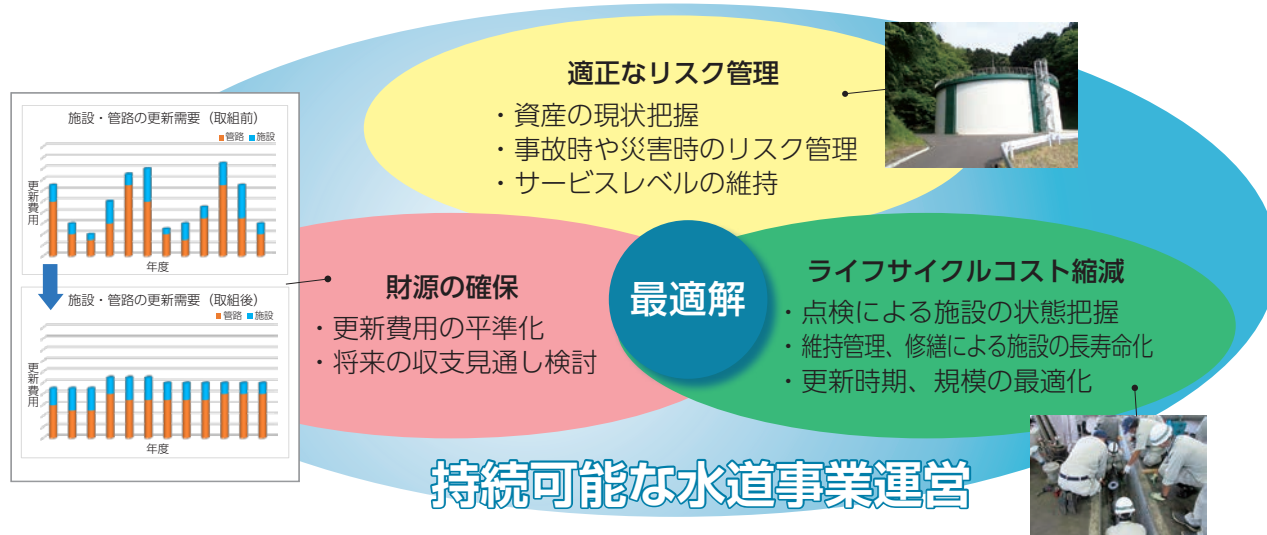 適正なリスク管理
・資産の現状把握
・事故時や災害時のリスク管理
・サービスレベルの維持
施設・管路の更新需要（取組前）
管路 施設
更新費用
年度
施設・管路の更新需要（取組後）
管路 施設
更新費用
年度
財源の確保
・更新費用の平準化
・将来の収支見通し検討
最適解
ライフサイクルコスト縮減
・点検による施設の状態把握
・維持管理、修繕による施設の長寿命化
・更新時期、規模の最適化
持続可能な水道事業運営